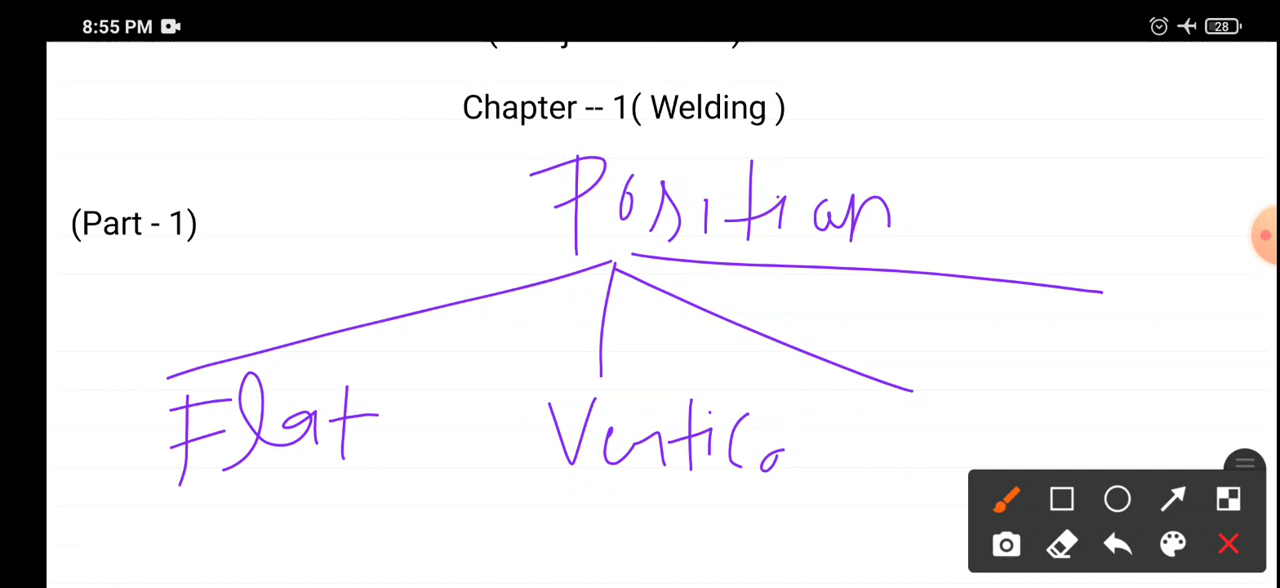 8:55 PM
28
Chapter -- 1( Welding )
Position
(Part - 1)
Flat
Vertica